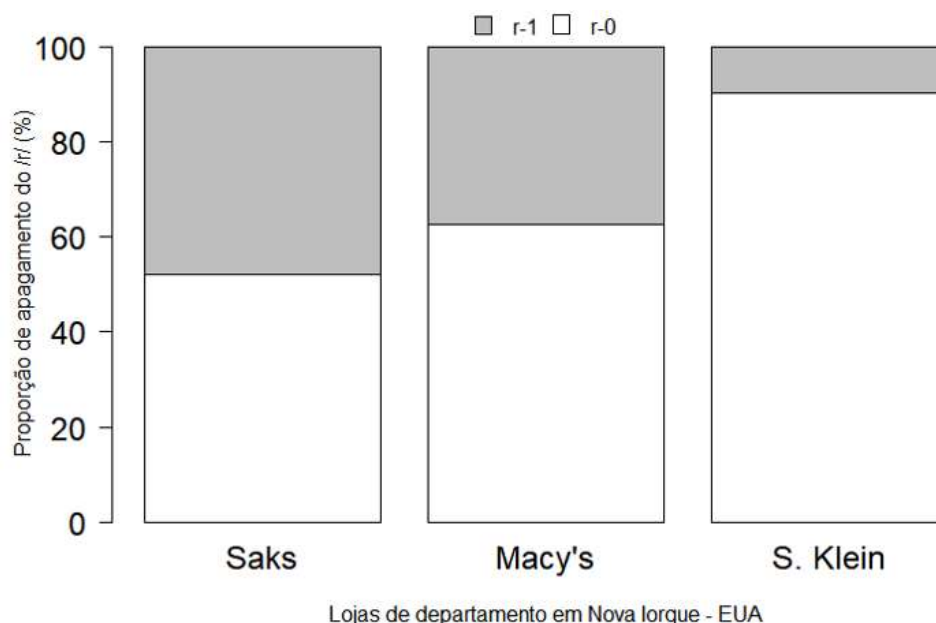 r-1 r-0
Proporção de apagamento do /r/ (%)
100
80
60
40
20
0
Saks Macy's S. Klein
Lojas de departamento em Nova Iorque - EUA